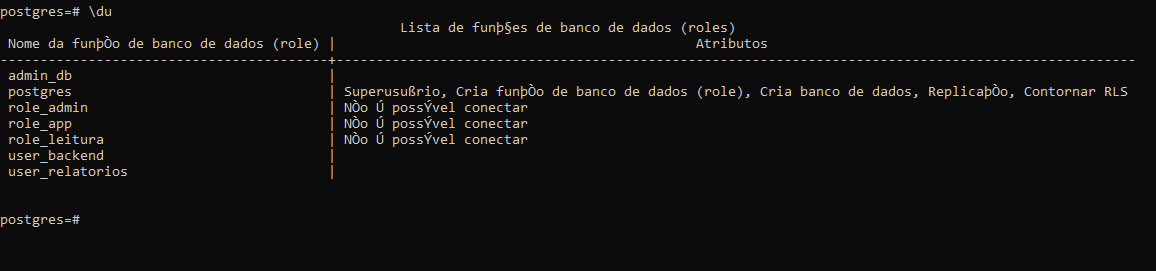 postgres=# \du
Lista de funþ§es de banco de dados (roles)
Nome da funþÒo de banco de dados (role) | Atributos
-----------------------------------------+---------------------------------------------------------------------------------------------------
admin_db |
postgres | Superusußrio, Cria funþÒo de banco de dados (role), Cria banco de dados, ReplicaþÒo, Contornar RLS
role_admin | NÒo Ú possÝvel conectar
role_app | NÒo Ú possÝvel conectar
role_leitura | NÒo Ú possÝvel conectar
user_backend |
user_relatorios |
postgres=#